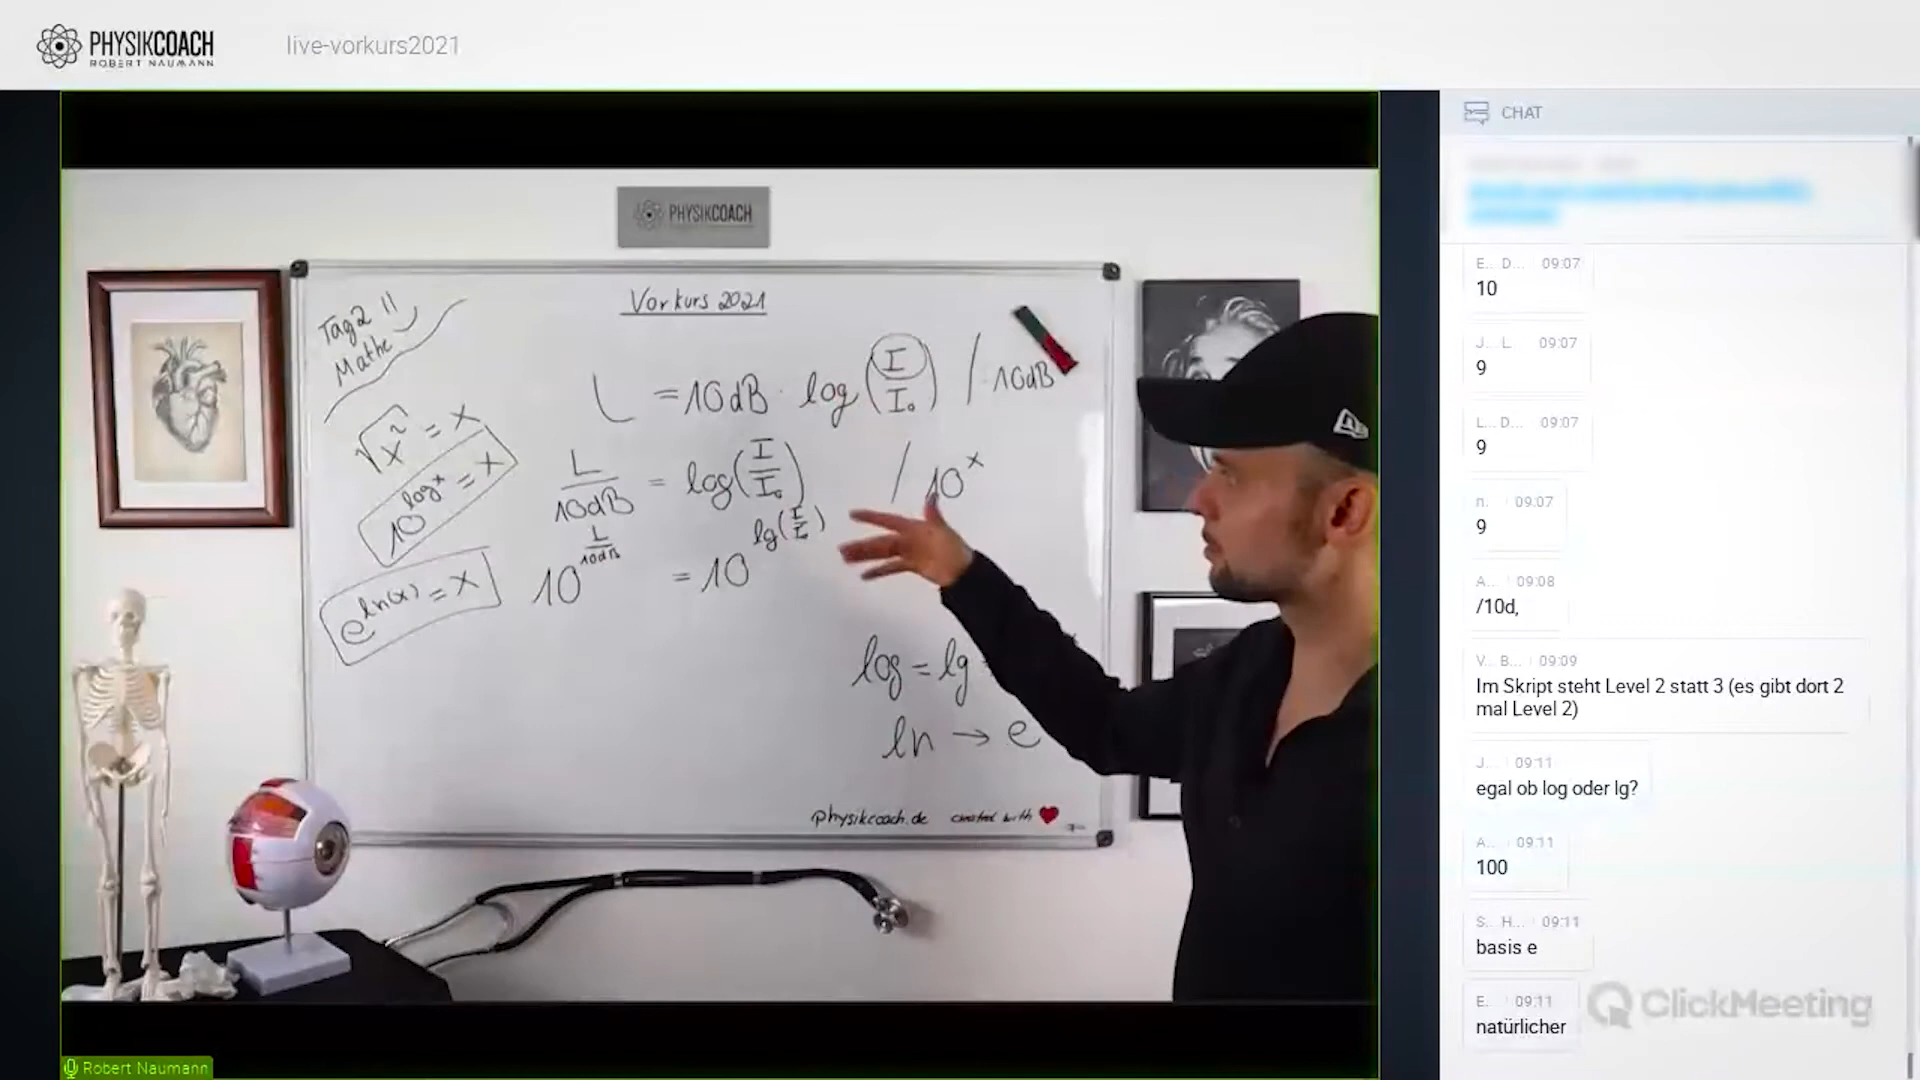 PHYSIKCOACH
ROBERT NAUMANN
live-vorkurs2021
CHAT
PHYSIKCOACH
Vorkurs 2021
Tag 2 !!
Mathe
L = 10dB · log(I/I₀) / :10dB
√x² = x
10^log x = x
L/10dB = log(I/I₀) / 10^x
10^(L/10dB) = 10^lg(I/I₀)
e^ln(x) = x
log = lg
ln → e
physikcoach.de created with
Robert Naumann
E.. D... 09:07
10
J... L. 09:07
9
L... D... 09:07
9
n. 09:07
9
A... 09:08
/10d,
V... B... 09:09
Im Skript steht Level 2 statt 3 (es gibt dort 2
mal Level 2)
J... 09:11
egal ob log oder lg?
A... 09:11
100
S.. H... 09:11
basis e
E. 09:11
natürlicher
ClickMeeting